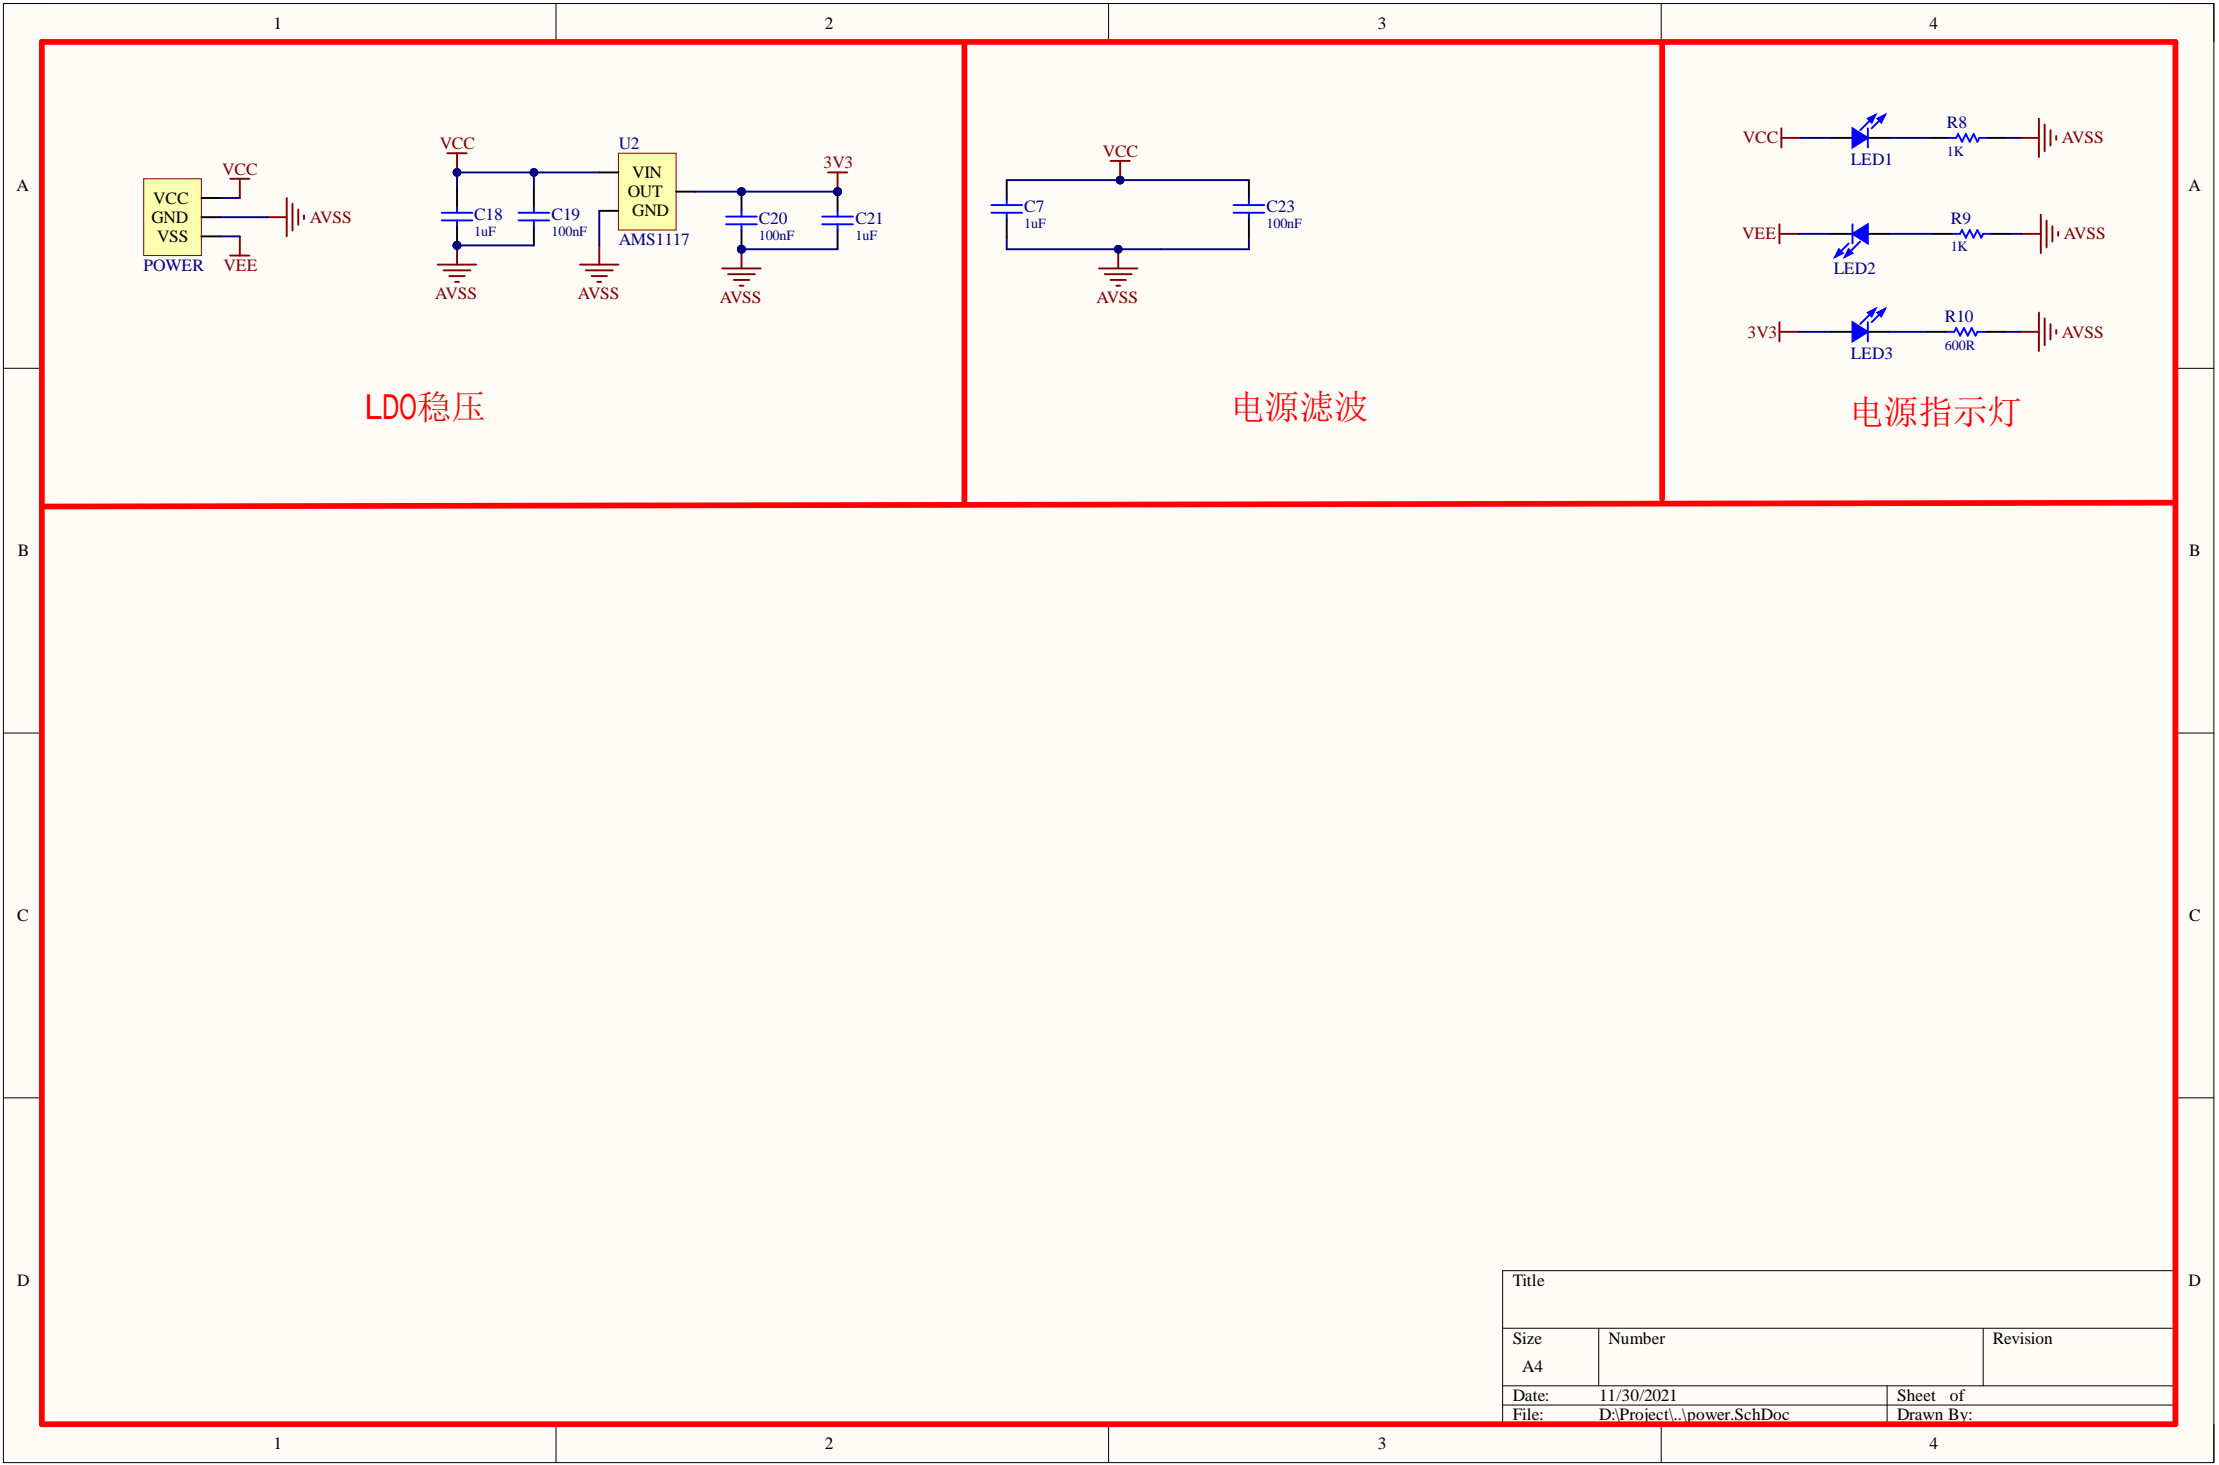 1 2 3 4
A A
B B
C C
D D
VCC
GND
VSS
POWER
VCC
AVSS
VEE
VCC
C18
1uF
C19
100nF
AVSS
U2
VIN
OUT
GND
AMS1117
AVSS
3V3
C20
100nF
C21
1uF
AVSS
LDO稳压
VCC
C7
1uF
C23
100nF
AVSS
电源滤波
VCC
LED1
R8
1K
AVSS
VEE
LED2
R9
1K
AVSS
3V3
LED3
R10
600R
AVSS
电源指示灯
Title
Size Number Revision
A4
Date: 11/30/2021 Sheet of
File: D:\Project\..\power.SchDoc Drawn By:
1 2 3 4